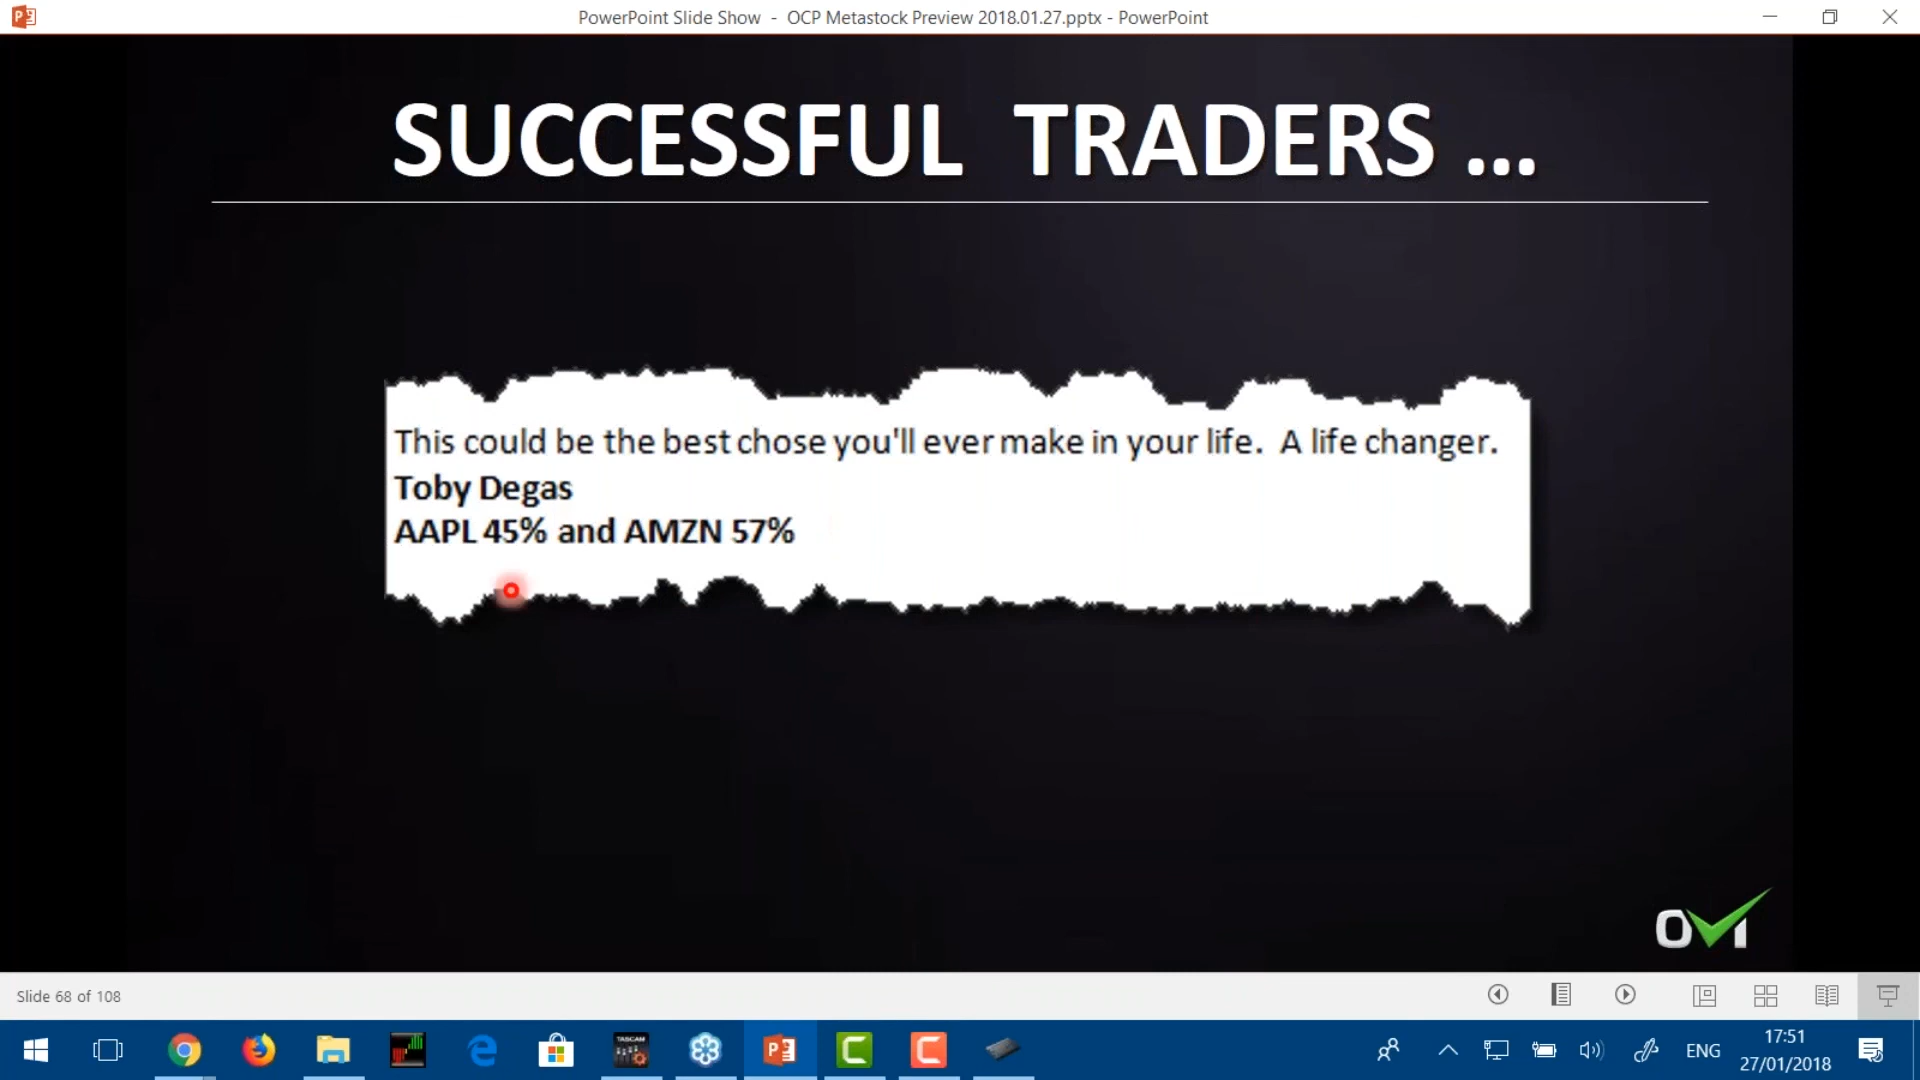 PowerPoint Slide Show - OCP Metastock Preview 2018.01.27.pptx - PowerPoint
SUCCESSFUL TRADERS ...
This could be the best chose you'll ever make in your life. A life changer.
Toby Degas
AAPL 45% and AMZN 57%
OVI
Slide 68 of 108
TASCAM
ENG
17:51
27/01/2018